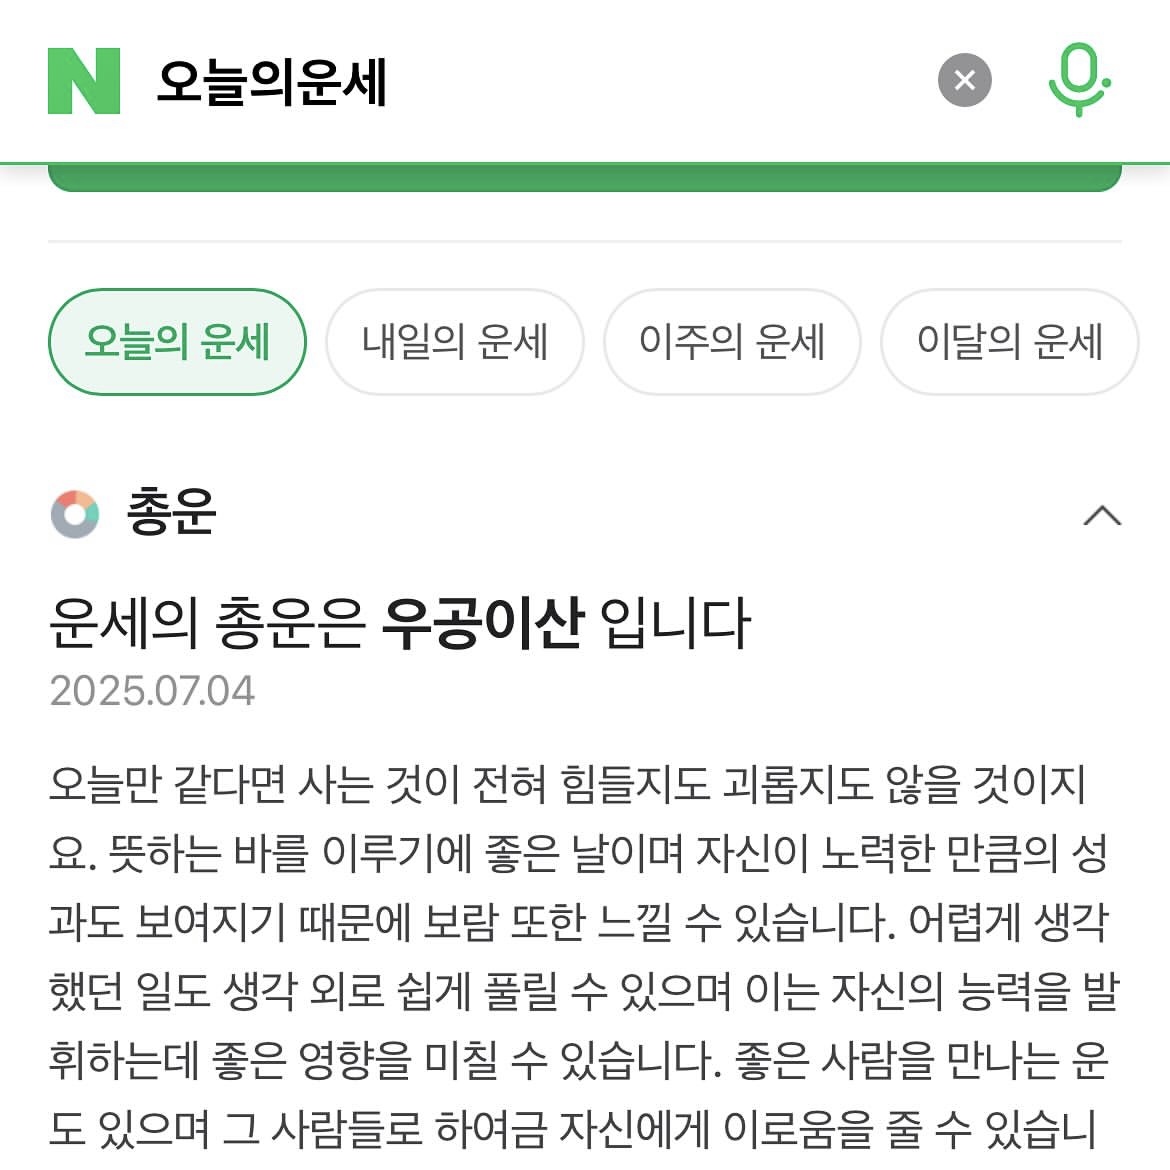 N 오늘의운세
오늘의 운세 내일의 운세 이주의 운세 이달의 운세
총운
운세의 총운은 우공이산 입니다
2025.07.04
오늘만 같다면 사는 것이 전혀 힘들지도 괴롭지도 않을 것이지
요. 뜻하는 바를 이루기에 좋은 날이며 자신이 노력한 만큼의 성
과도 보여지기 때문에 보람 또한 느낄 수 있습니다. 어렵게 생각
했던 일도 생각 외로 쉽게 풀릴 수 있으며 이는 자신의 능력을 발
휘하는데 좋은 영향을 미칠 수 있습니다. 좋은 사람을 만나는 운
도 있으며 그 사람들로 하여금 자신에게 이로움을 줄 수 있습니